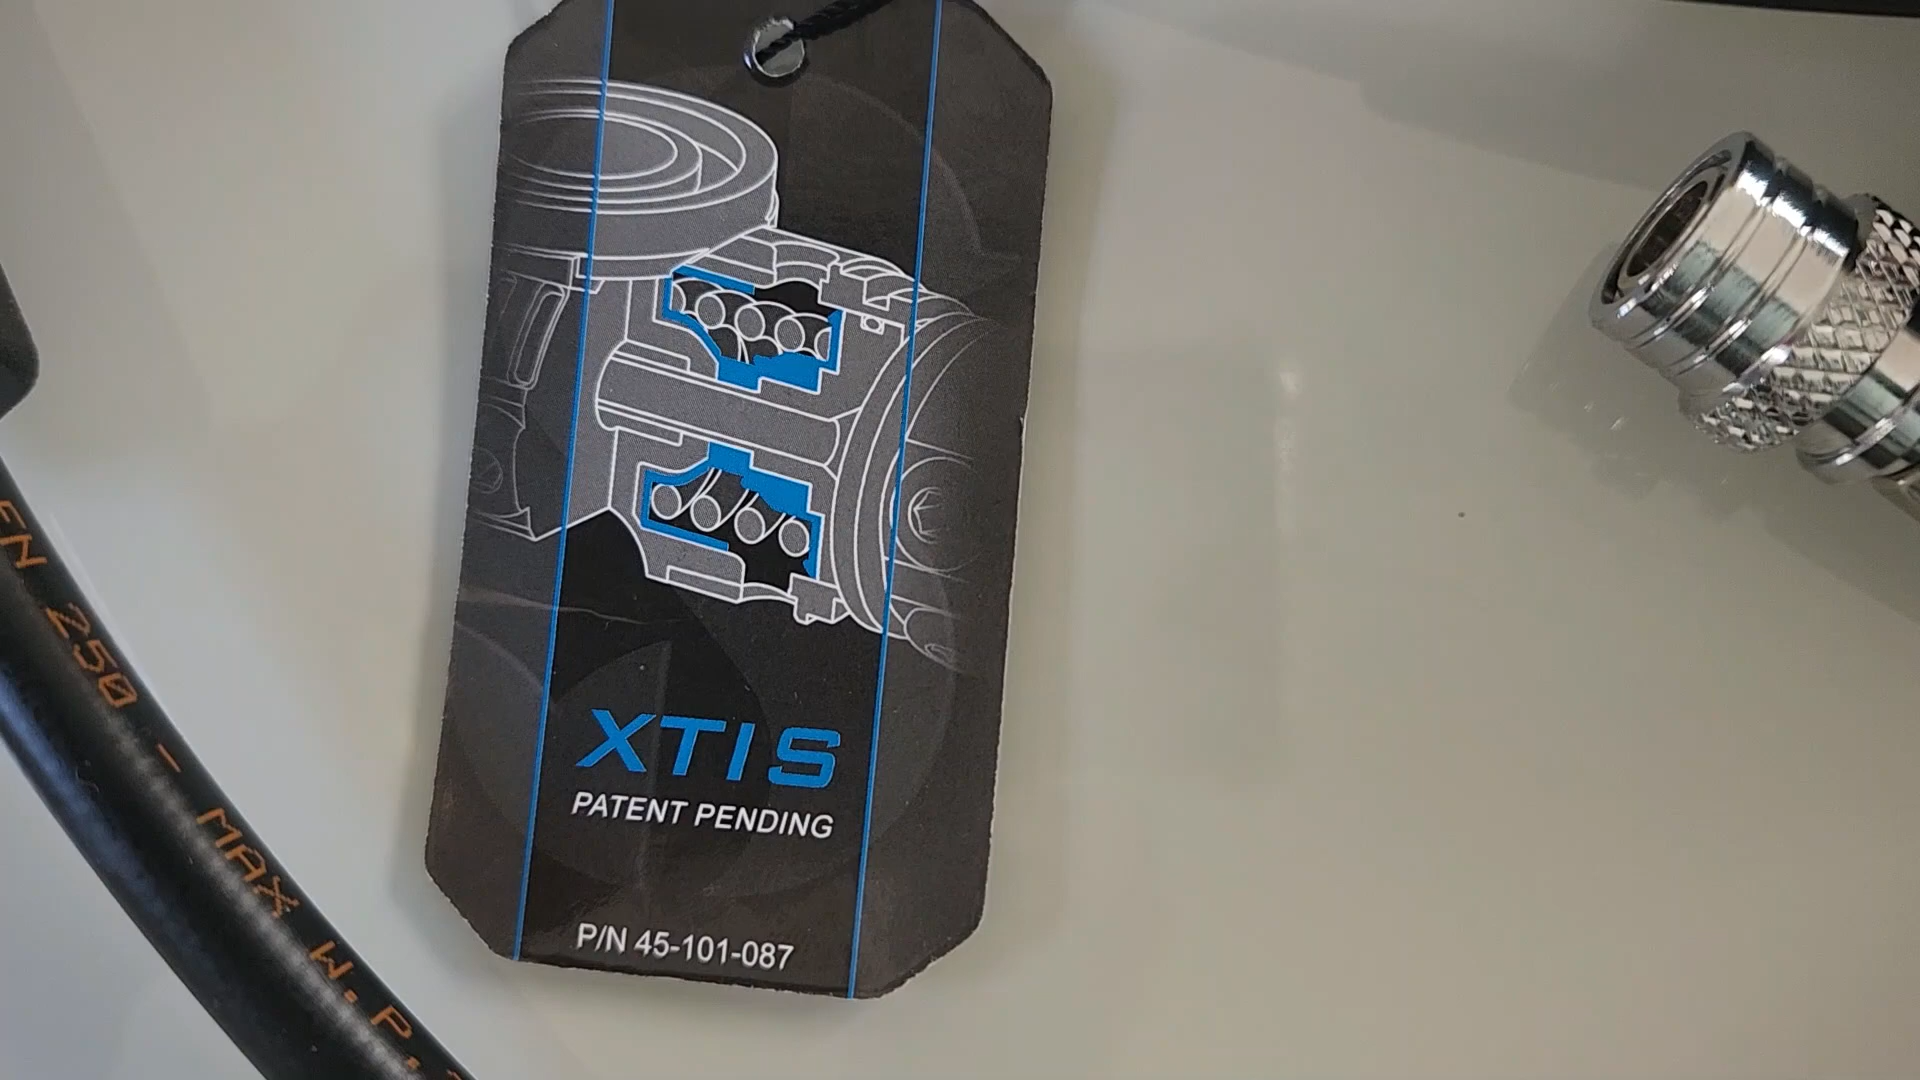 XTIS
PATENT PENDING
P/N 45-101-087
EN 250 - MAX W.P.